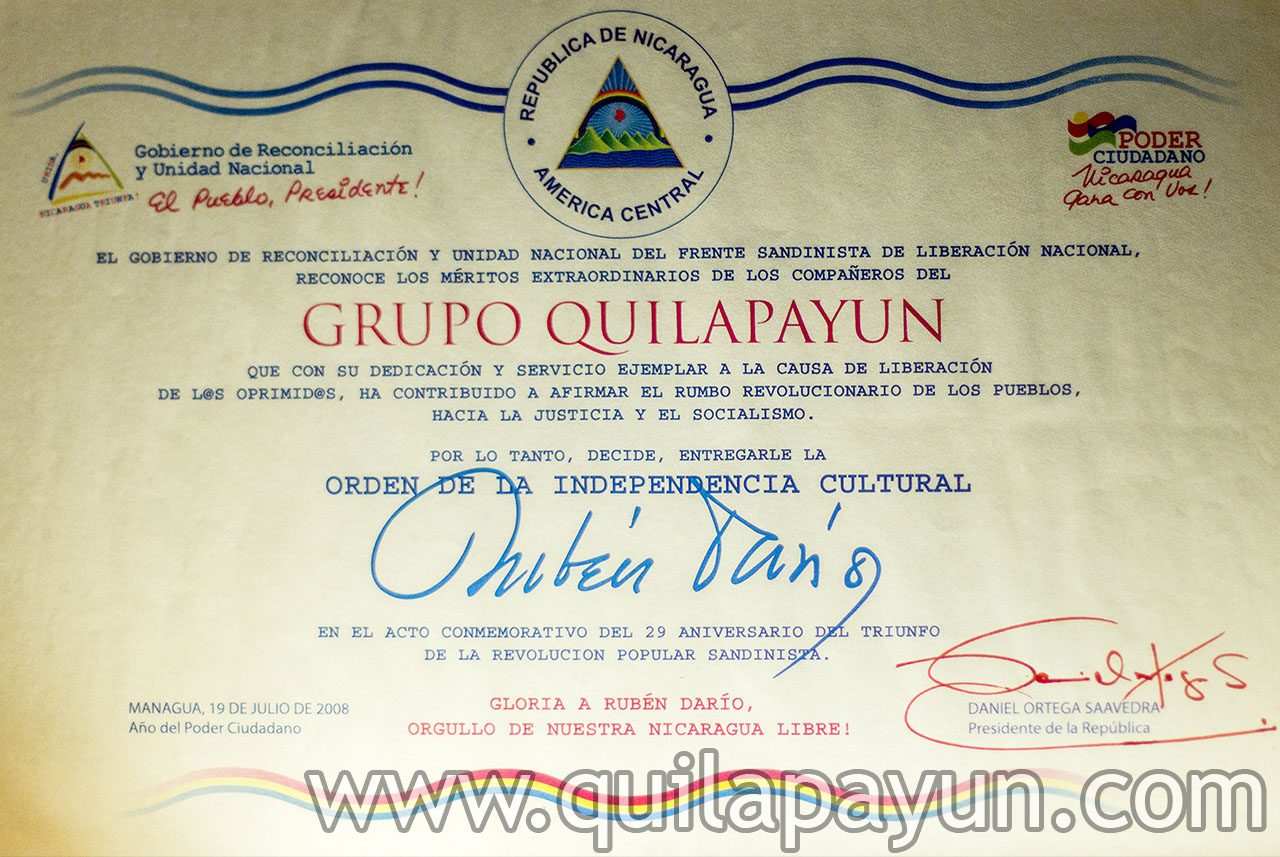 REPUBLICA DE NICARAGUA
AMERICA CENTRAL
UNIDA,
NICARAGUA TRIUNFA!
Gobierno de Reconciliación
y Unidad Nacional
El Pueblo, Presidente!
PODER
CIUDADANO
Nicaragua
Gana con Vos!
EL GOBIERNO DE RECONCILIACIÓN Y UNIDAD NACIONAL DEL FRENTE SANDINISTA DE LIBERACIÓN NACIONAL,
RECONOCE LOS MÉRITOS EXTRAORDINARIOS DE LOS COMPAÑEROS DEL
GRUPO QUILAPAYUN
QUE CON SU DEDICACIÓN Y SERVICIO EJEMPLAR A LA CAUSA DE LIBERACIÓN
DE L@S OPRIMID@S, HA CONTRIBUIDO A AFIRMAR EL RUMBO REVOLUCIONARIO DE LOS PUEBLOS,
HACIA LA JUSTICIA Y EL SOCIALISMO.
POR LO TANTO, DECIDE, ENTREGARLE LA
ORDEN DE LA INDEPENDENCIA CULTURAL
Rubén Darío
EN EL ACTO CONMEMORATIVO DEL 29 ANIVERSARIO DEL TRIUNFO
DE LA REVOLUCION POPULAR SANDINISTA.
GLORIA A RUBÉN DARÍO,
ORGULLO DE NUESTRA NICARAGUA LIBRE!
MANAGUA, 19 DE JULIO DE 2008
Año del Poder Ciudadano
Daniel Ortega S
DANIEL ORTEGA SAAVEDRA
Presidente de la República
www.quilapayun.com